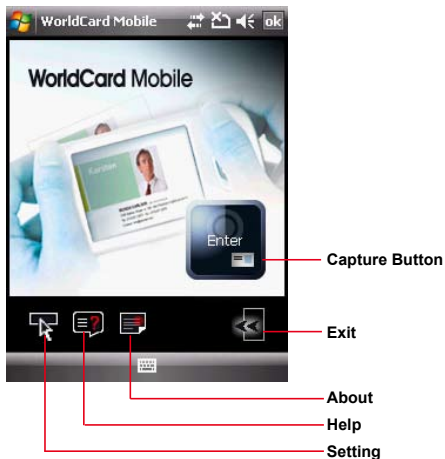 WorldCard Mobile
ok
WorldCard Mobile
Enter
Capture Button
Exit
About
Help
Setting